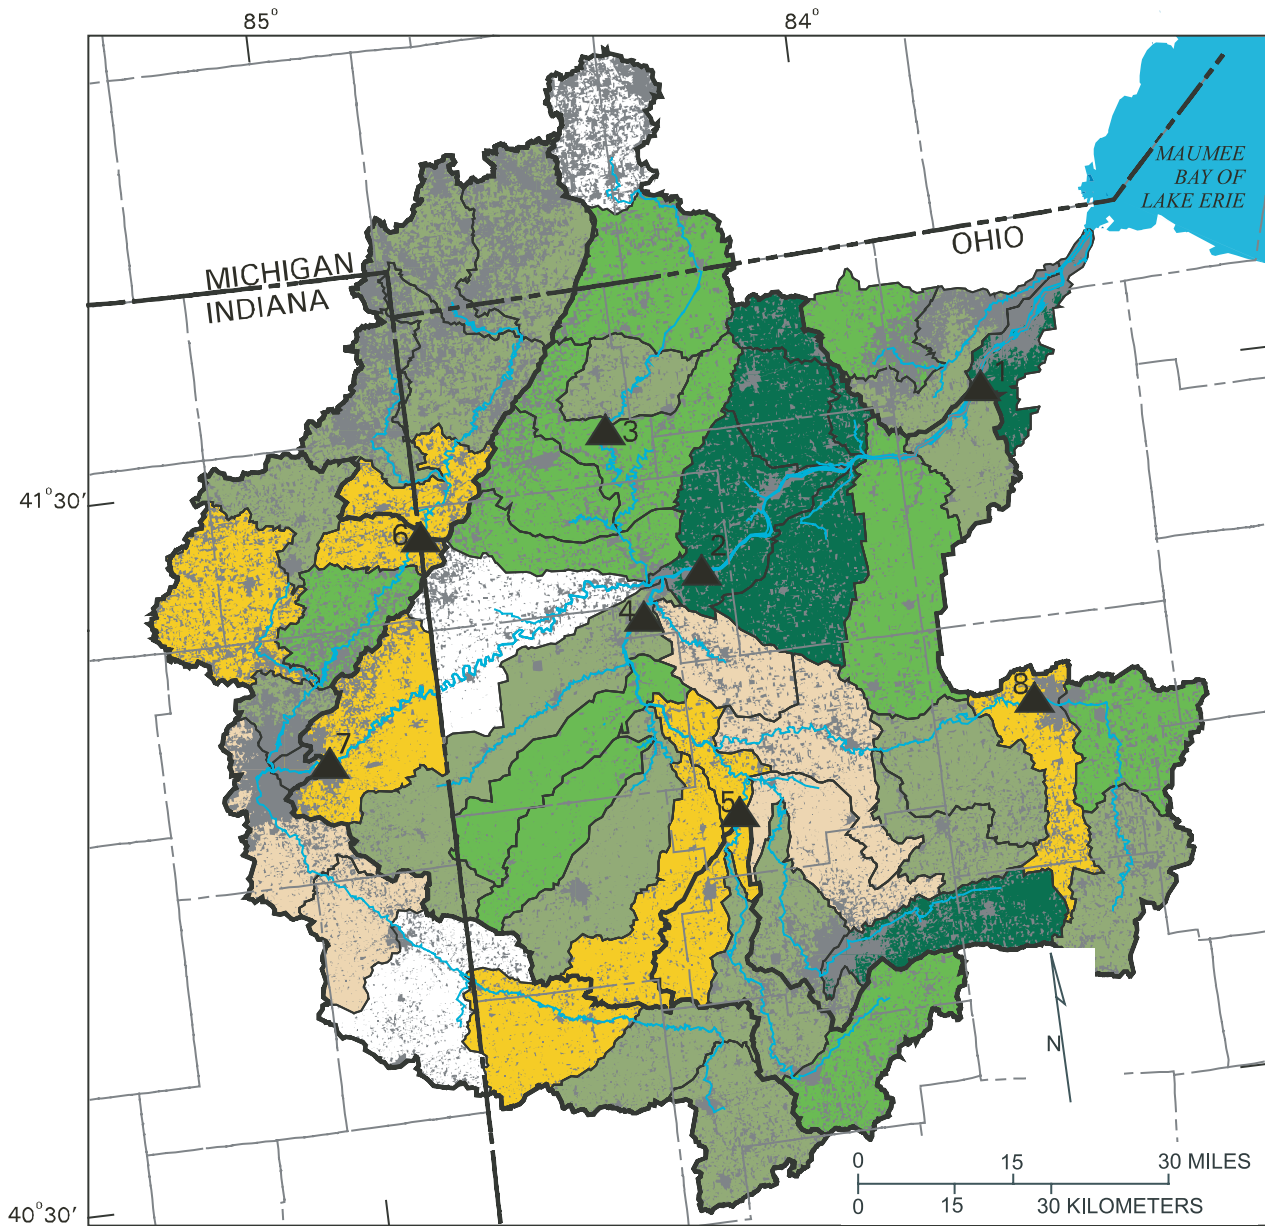 85°
84°
MAUMEE
BAY OF
LAKE ERIE
OHIO
MICHIGAN
INDIANA
1
3
41°30′
6
2
4
8
7
5
N
0 15 30 MILES
0 15 30 KILOMETERS
40°30′